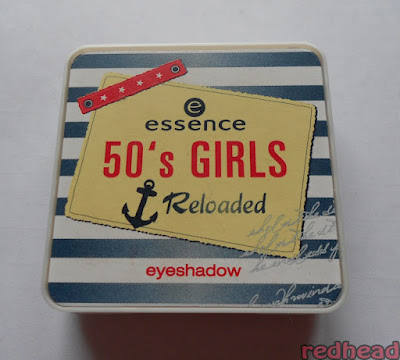 e
essence
50's GIRLS
Reloaded
eyeshadow
redhead